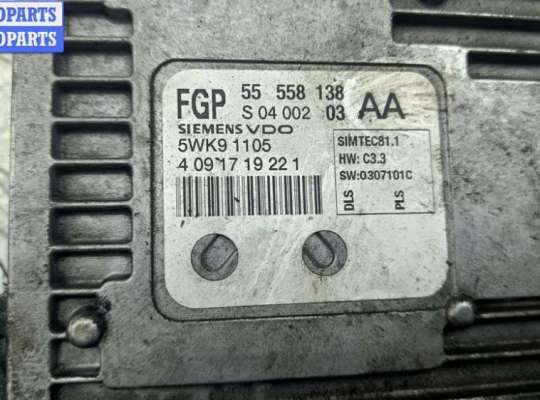 OPARTS
OPARTS
FGP 55 558 138 AA
S 04 002 03
SIEMENS VDO
5WK9 1105
4 09 17 19 22 1
SIMTEC81.1
HW: C3.3
SW:0307101C
DLS PLS